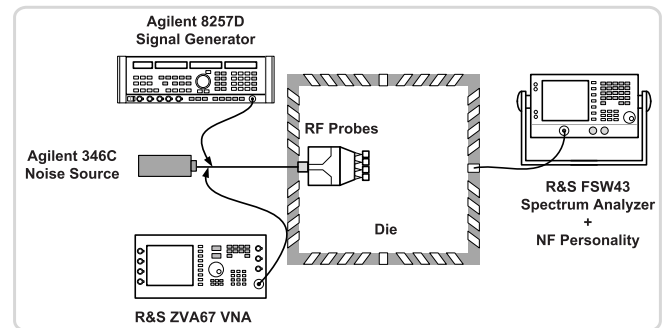 Agilent 8257D
Signal Generator
RF Probes
Agilent 346C
Noise Source
R&S FSW43
Spectrum Analyzer
+
NF Personality
Die
R&S ZVA67 VNA